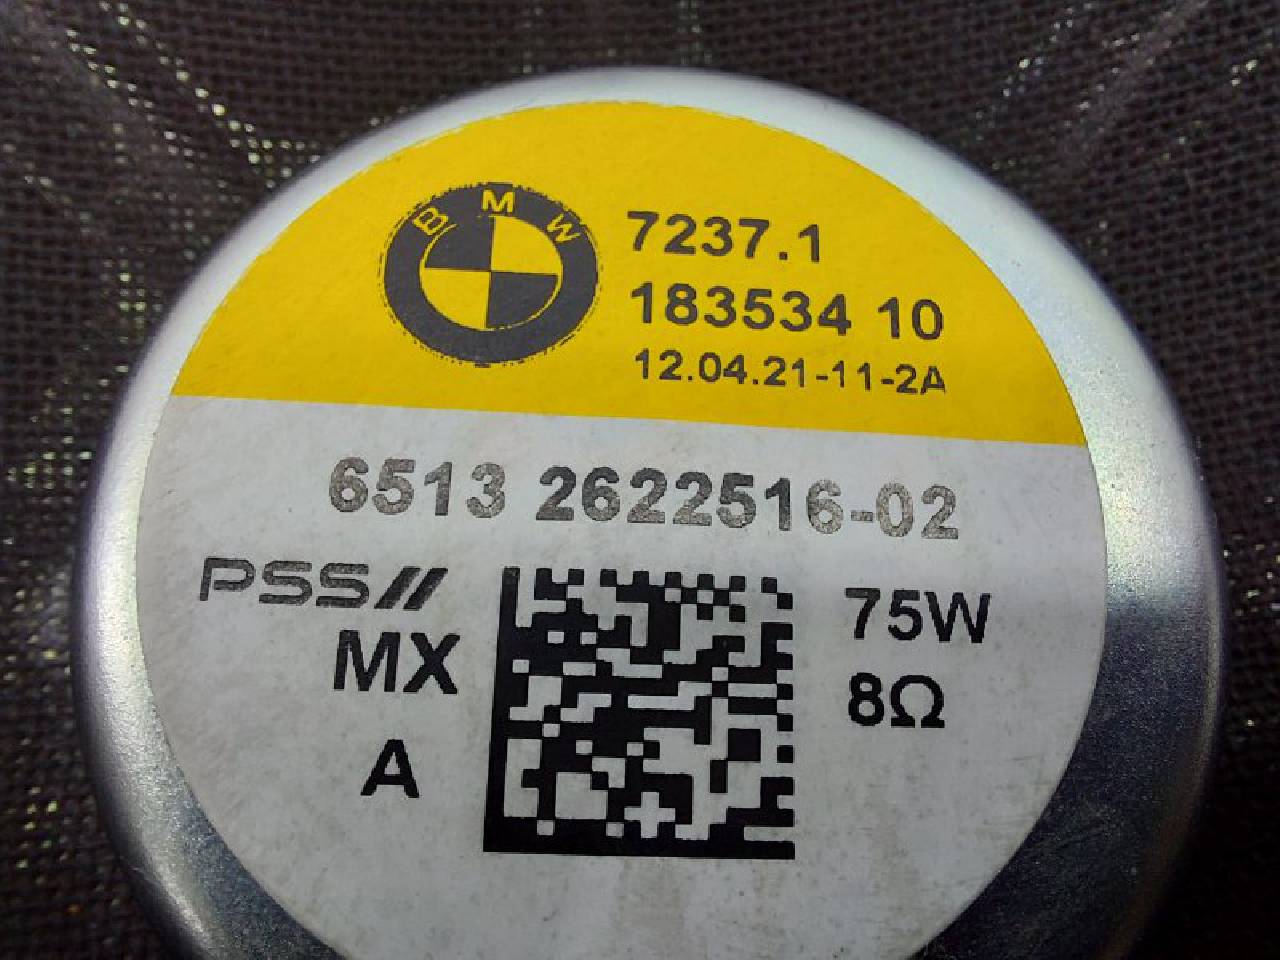 BMW
7237.1
183534 10
12.04.21-11-2A
6513 2622516-02
PSS//
MX
A
75W
8Ω